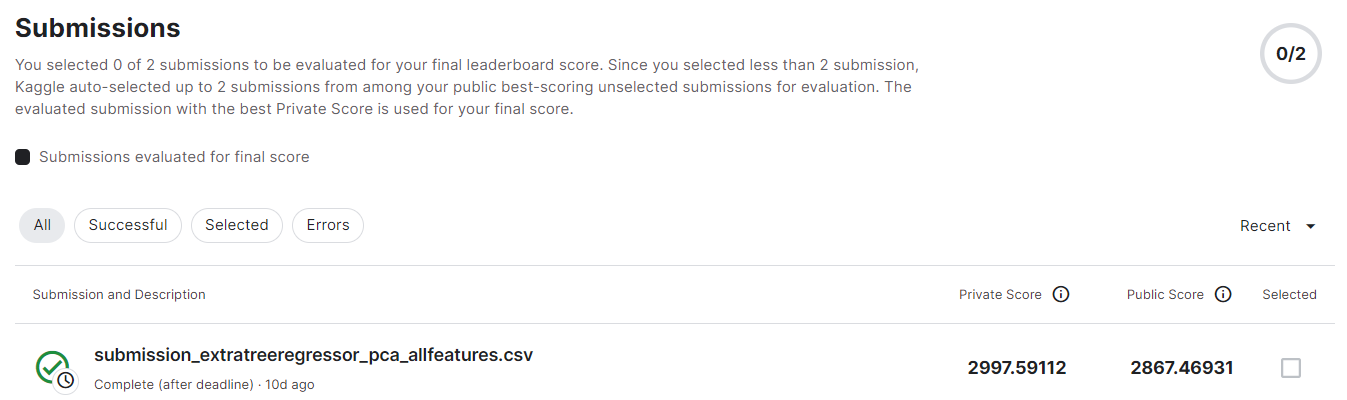 Submissions
You selected 0 of 2 submissions to be evaluated for your final leaderboard score. Since you selected less than 2 submission,
Kaggle auto-selected up to 2 submissions from among your public best-scoring unselected submissions for evaluation. The
evaluated submission with the best Private Score is used for your final score.
0/2
Submissions evaluated for final score
All Successful Selected Errors Recent
Submission and Description Private Score Public Score Selected
submission_extratreeregressor_pca_allfeatures.csv 2997.59112 2867.46931
Complete (after deadline) · 10d ago